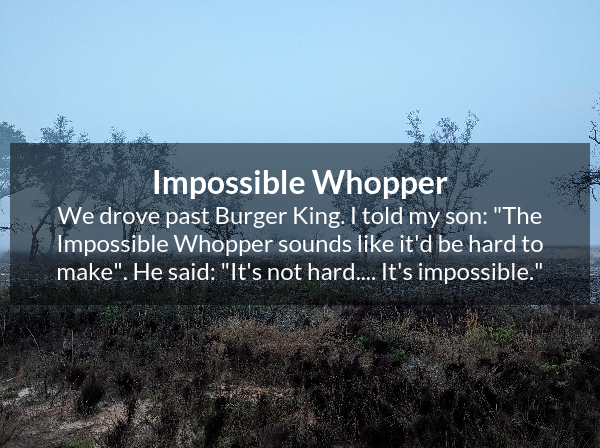 Impossible Whopper
We drove past Burger King. I told my son: "The
Impossible Whopper sounds like it'd be hard to
make". He said: "It's not hard.... It's impossible."